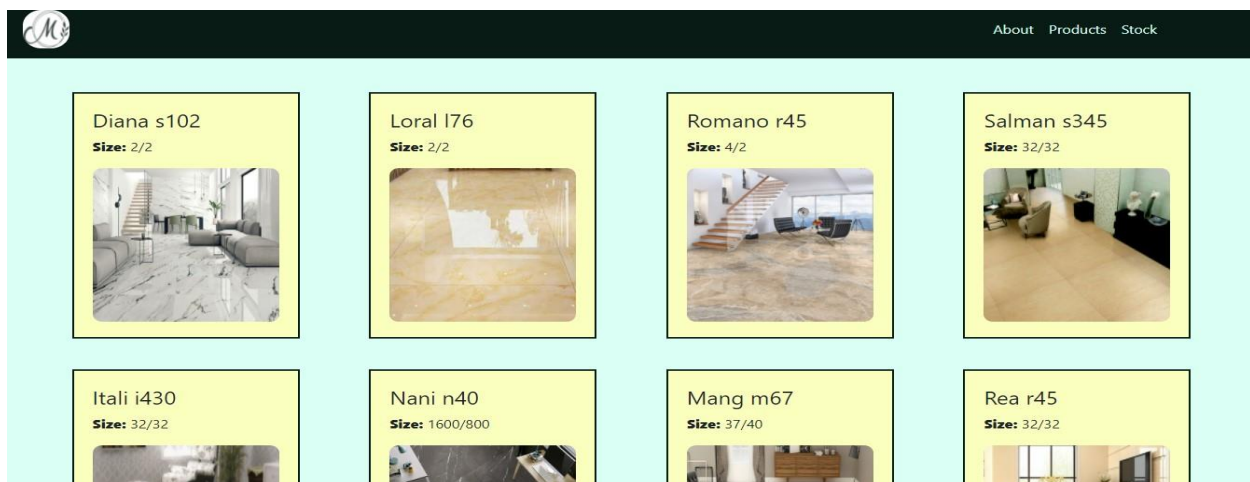 M
About Products Stock
Diana s102
Size: 2/2
Loral l76
Size: 2/2
Romano r45
Size: 4/2
Salman s345
Size: 32/32
Itali i430
Size: 32/32
Nani n40
Size: 1600/800
Mang m67
Size: 37/40
Rea r45
Size: 32/32